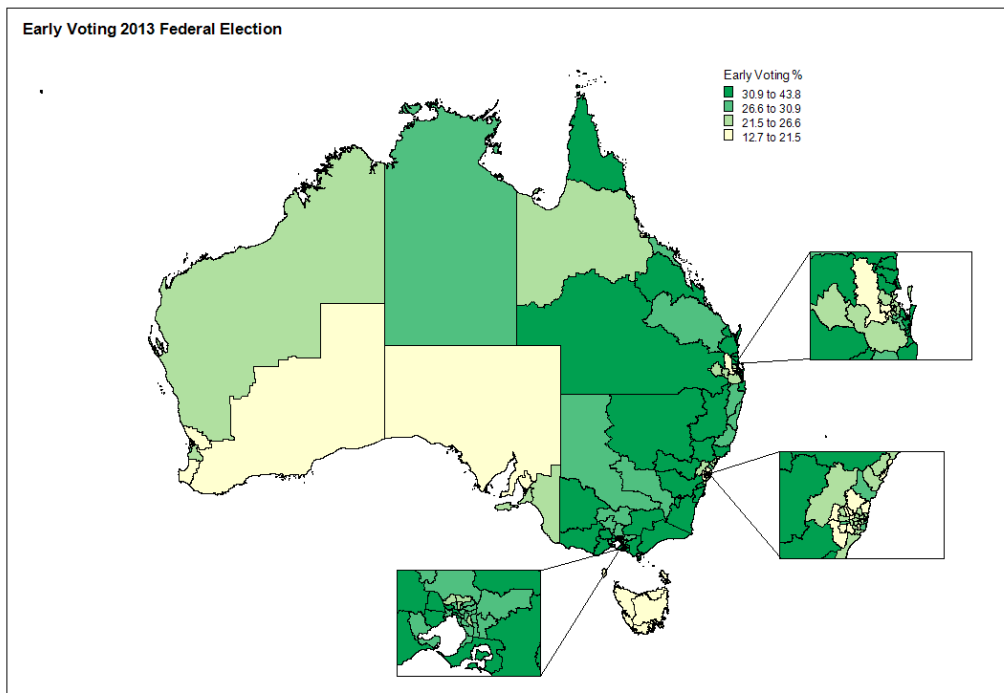 Early Voting 2013 Federal Election
Early Voting %
30.9 to 43.8
26.6 to 30.9
21.5 to 26.6
12.7 to 21.5